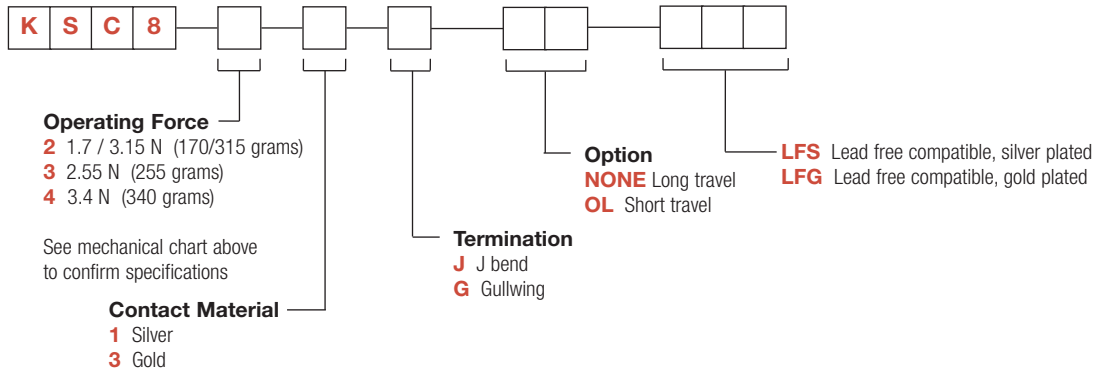 K S C 8
Operating Force
2 1.7 / 3.15 N (170/315 grams)
3 2.55 N (255 grams)
4 3.4 N (340 grams)
See mechanical chart above
to confirm specifications
Contact Material
1 Silver
3 Gold
Termination
J J bend
G Gullwing
Option
NONE Long travel
OL Short travel
LFS Lead free compatible, silver plated
LFG Lead free compatible, gold plated